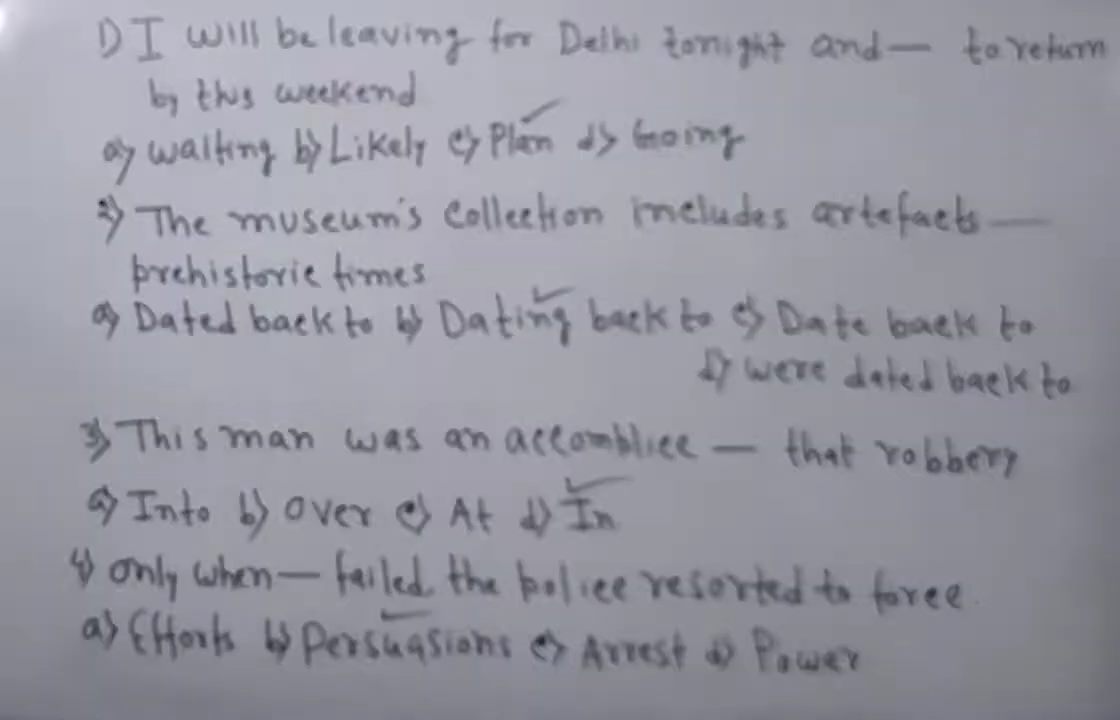 1) I will be leaving for Delhi tonight and — to return
by this weekend
a) waiting b) Likely c) Plan d) Going
2) The museum's collection includes artefacts —
prehistoric times
a) Dated back to b) Dating back to c) Date back to
d) were dated back to
3) This man was an accomblice — that robbery
a) Into b) over c) At d) In
4) only when — failed the police resorted to force.
a) Efforts b) Persuasions c) Arrest d) Power